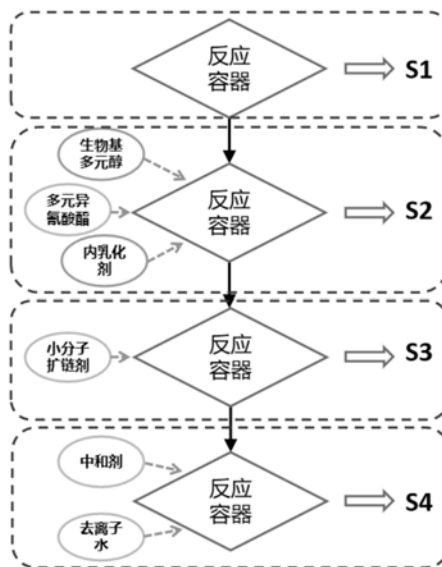 反应
容器
S1
生物基
多元醇
多元异
氰酸酯
内乳化
剂
反应
容器
S2
小分子
扩链剂
反应
容器
S3
中和剂
去离子
水
反应
容器
S4